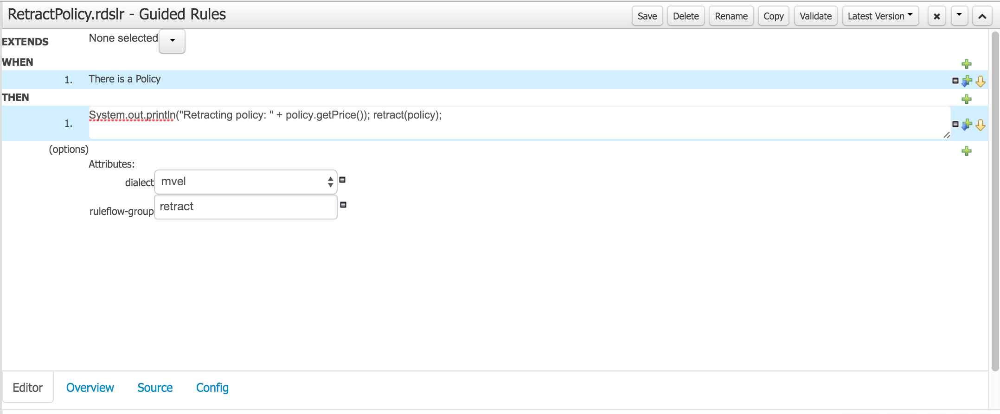 RetractPolicy.rdslr - Guided Rules
Save Delete Rename Copy Validate Latest Version
EXTENDS None selected
WHEN
1. There is a Policy
THEN
1. System.out.println("Retracting policy: " + policy.getPrice()); retract(policy);
(options)
Attributes:
dialect mvel
ruleflow-group retract
Editor Overview Source Config